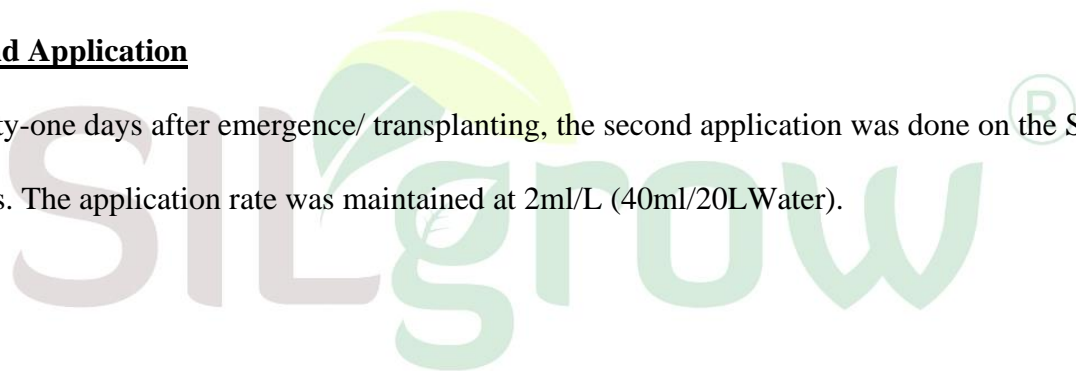 d Application
ty-one days after emergence/ transplanting, the second application was done on the S
s. The application rate was maintained at 2ml/L (40ml/20LWater).
SILgrow®